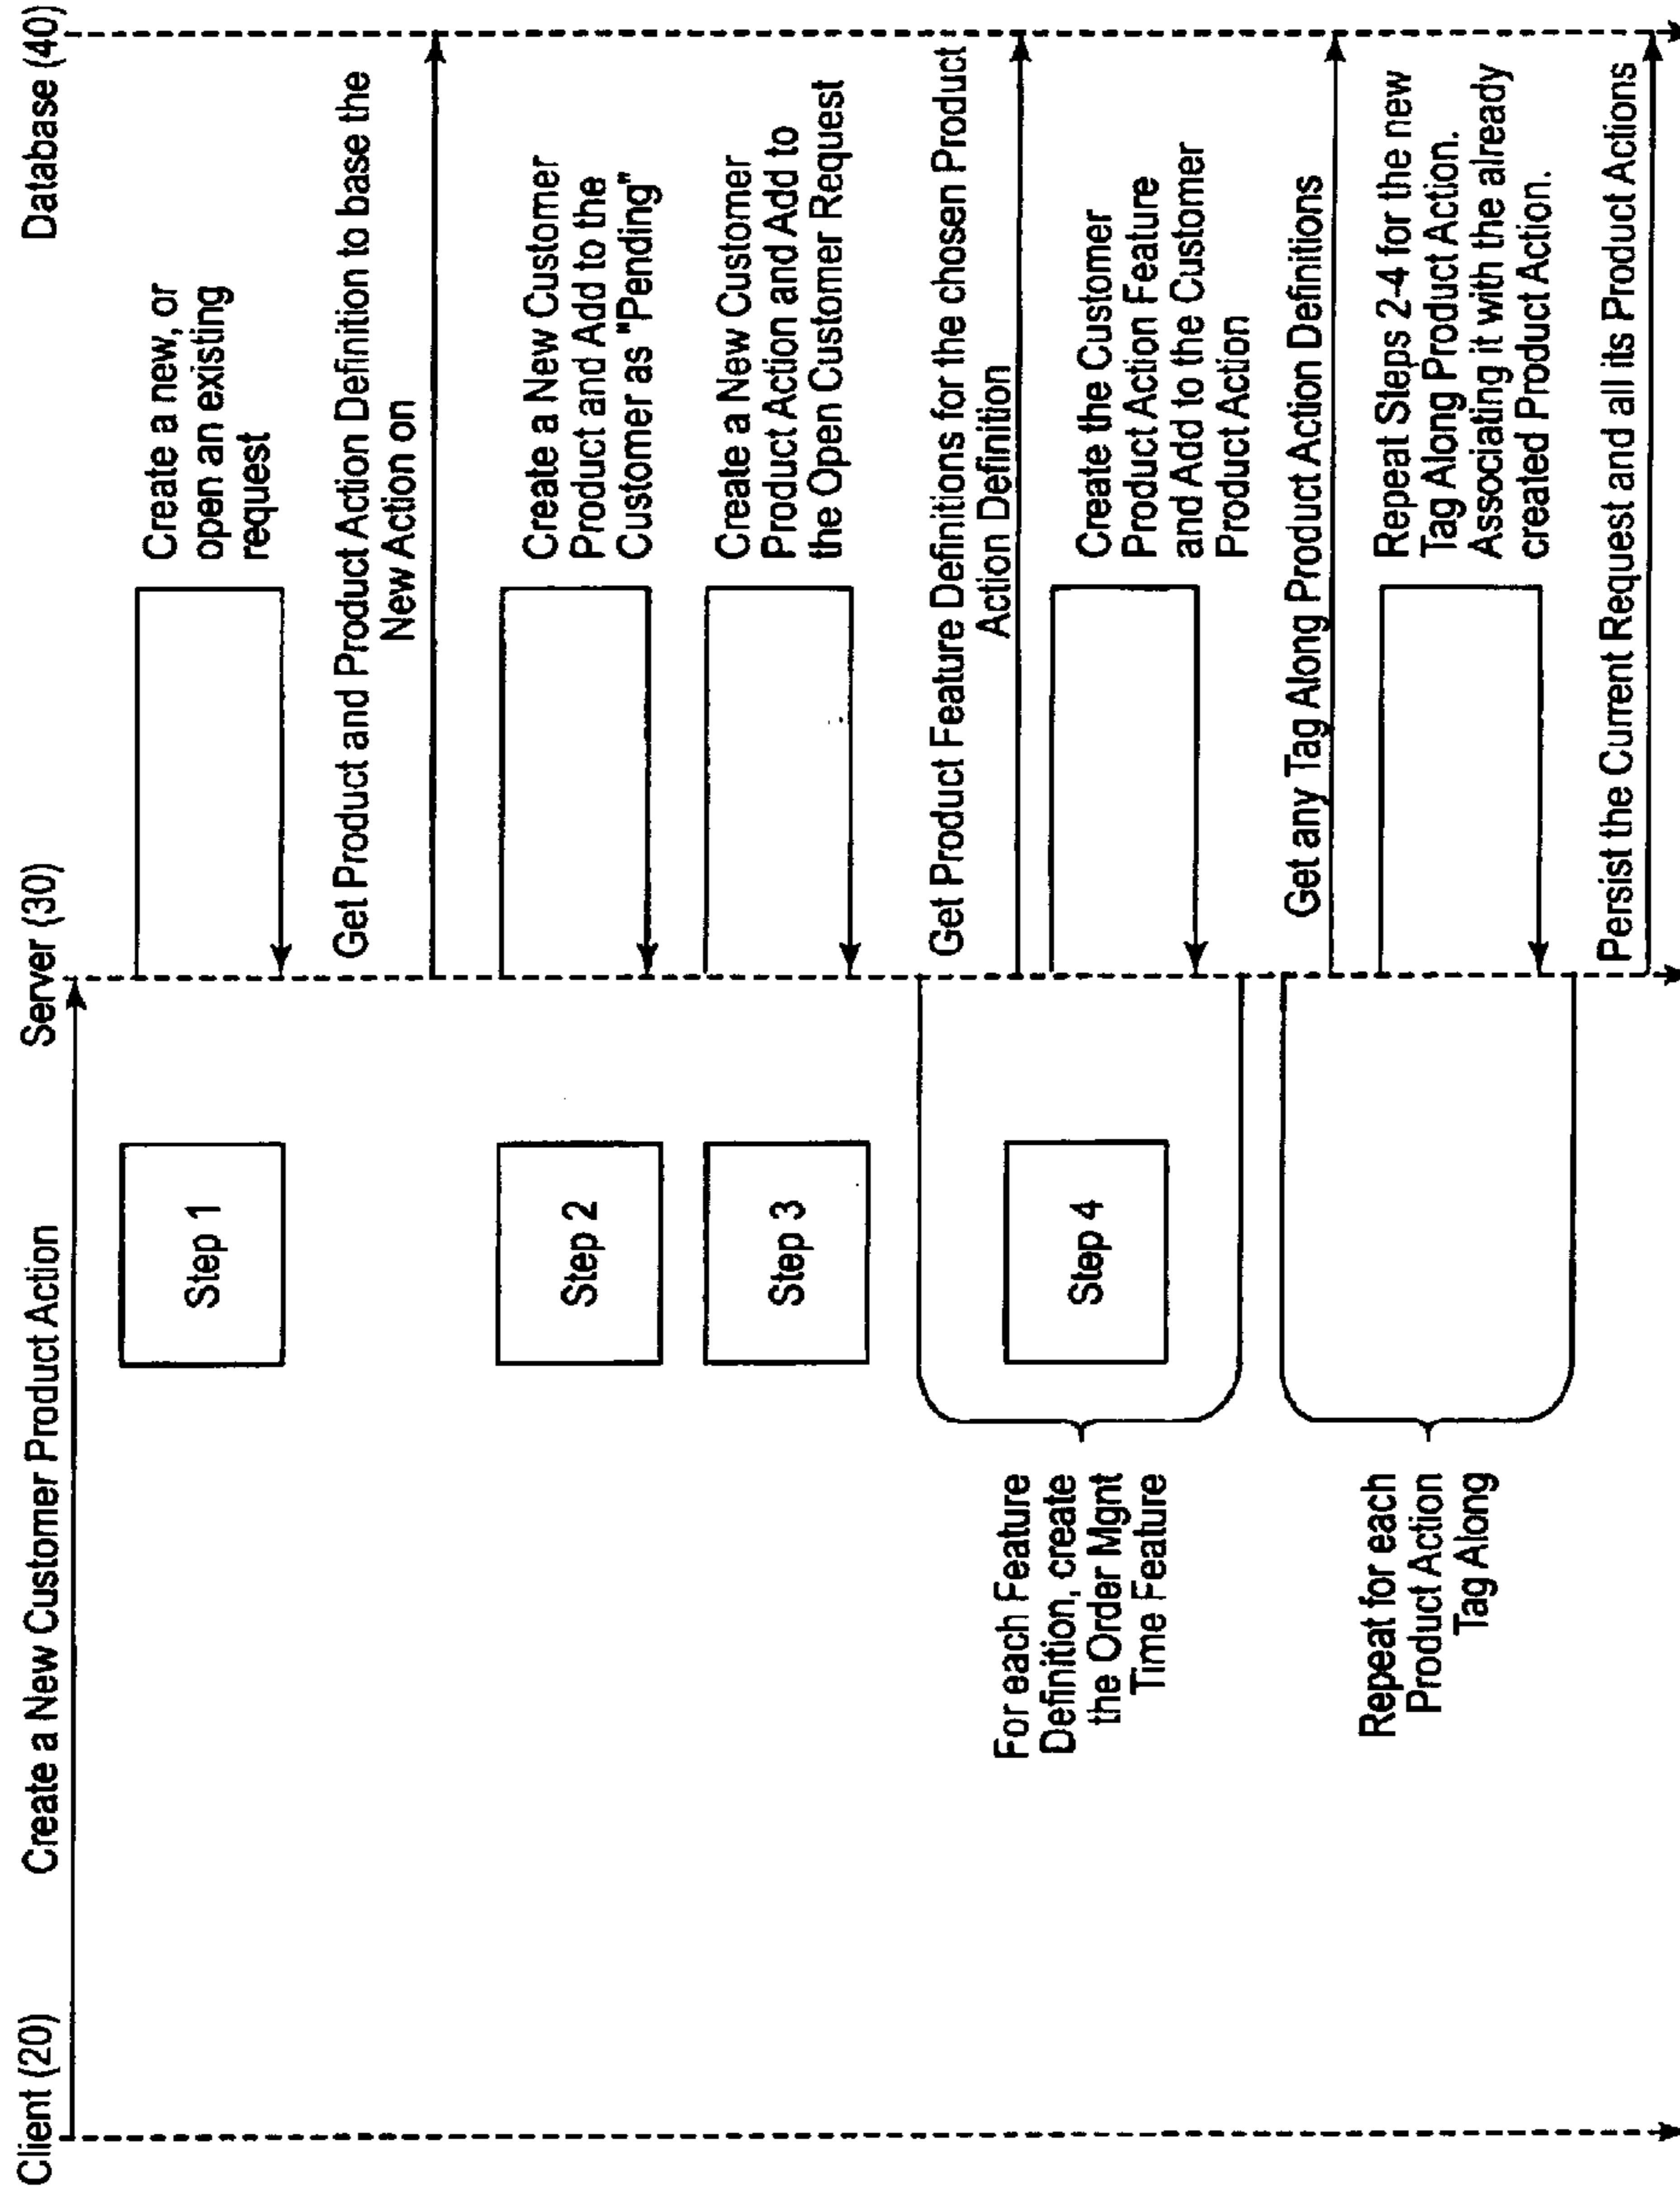 Client (20)
Create a New Customer Product Action
Server (30)
Database (40)
Step 1
Create a new, or
open an existing
request
Get Product and Product Action Definition to base the
New Action on
Step 2
Create a New Customer
Product and Add to the
Customer as "Pending"
Step 3
Create a New Customer
Product Action and Add to
the Open Customer Request
Get Product Feature Definitions for the chosen Product
Action Definition
For each Feature
Definition, create
the Order Mgnt
Time Feature
Step 4
Create the Customer
Product Action Feature
and Add to the Customer
Product Action
Get any Tag Along Product Action Definitions
Repeat for each
Product Action
Tag Along
Repeat Steps 2-4 for the new
Tag Along Product Action.
Associating it with the already
created Product Action.
Persist the Current Request and all its Product Actions